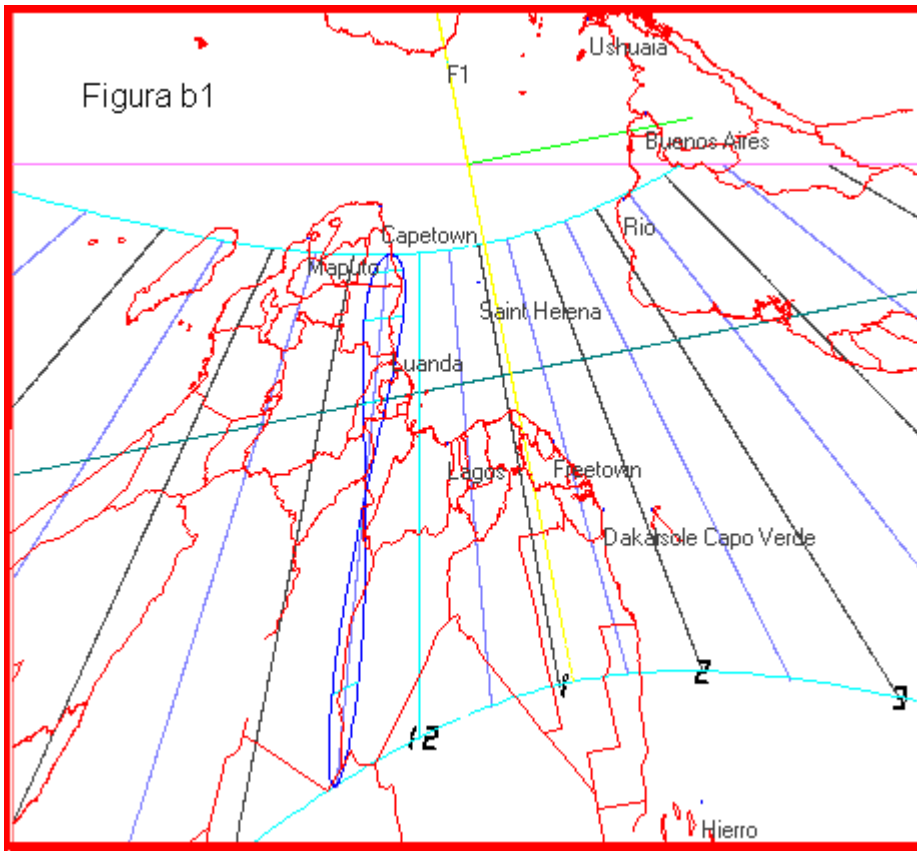 Ushuaia
F1
Figura b1
Buenos Aires
Rio
Capetown
Maputo
Saint Helena
Luanda
Lagos
Freetown
Dakar
Isole Capo Verde
2
1
3
12
Hierro